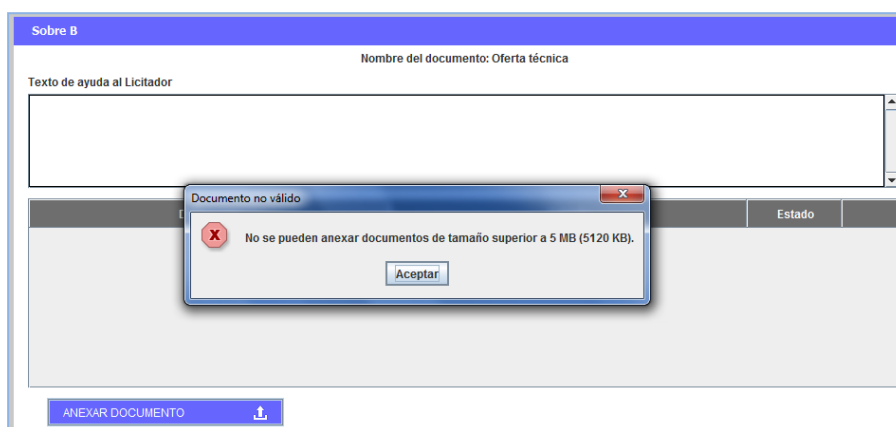 Sobre B
Nombre del documento: Oferta técnica
Texto de ayuda al Licitador
Documento no válido
D
Estado
No se pueden anexar documentos de tamaño superior a 5 MB (5120 KB).
Aceptar
ANEXAR DOCUMENTO